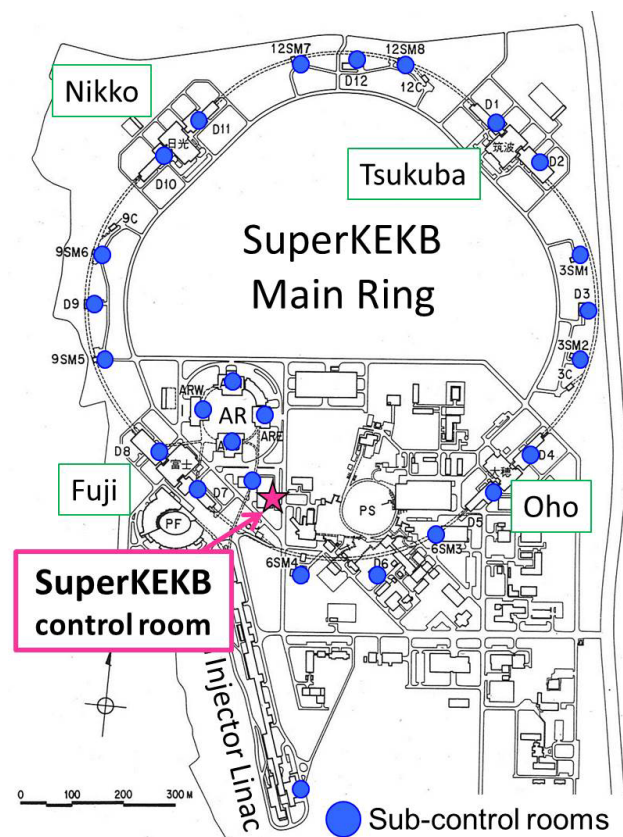 12SM7
12SM8
D12
12C
Nikko
D11
日光
D10
D1
筑波
D2
Tsukuba
9C
9SM6
SuperKEKB
Main Ring
3SM1
D9
D3
9SM5
3SM2
3C
ARW
AR
ARE
D8
富士
D4
大穂
Fuji
D7
PS
Oho
D5
PF
6SM3
6SM4
D6
SuperKEKB
control room
Injector Linac
0
100
200
300 M
Sub-control rooms